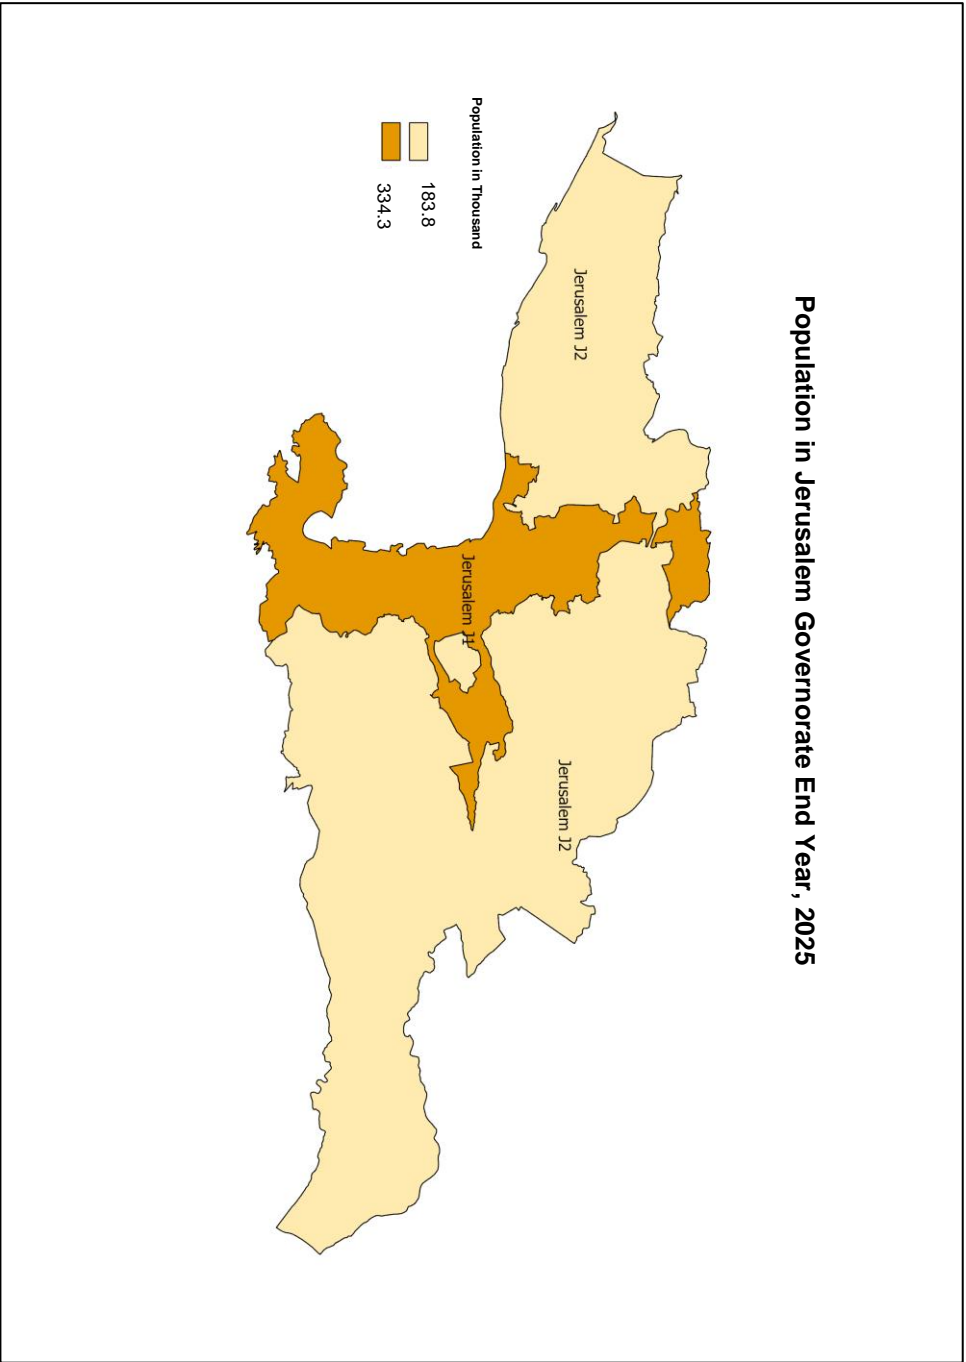 Population in Jerusalem Governorate End Year, 2025
Jerusalem J2
Jerusalem J1
Jerusalem J2
Population in Thousand
183.8
334.3